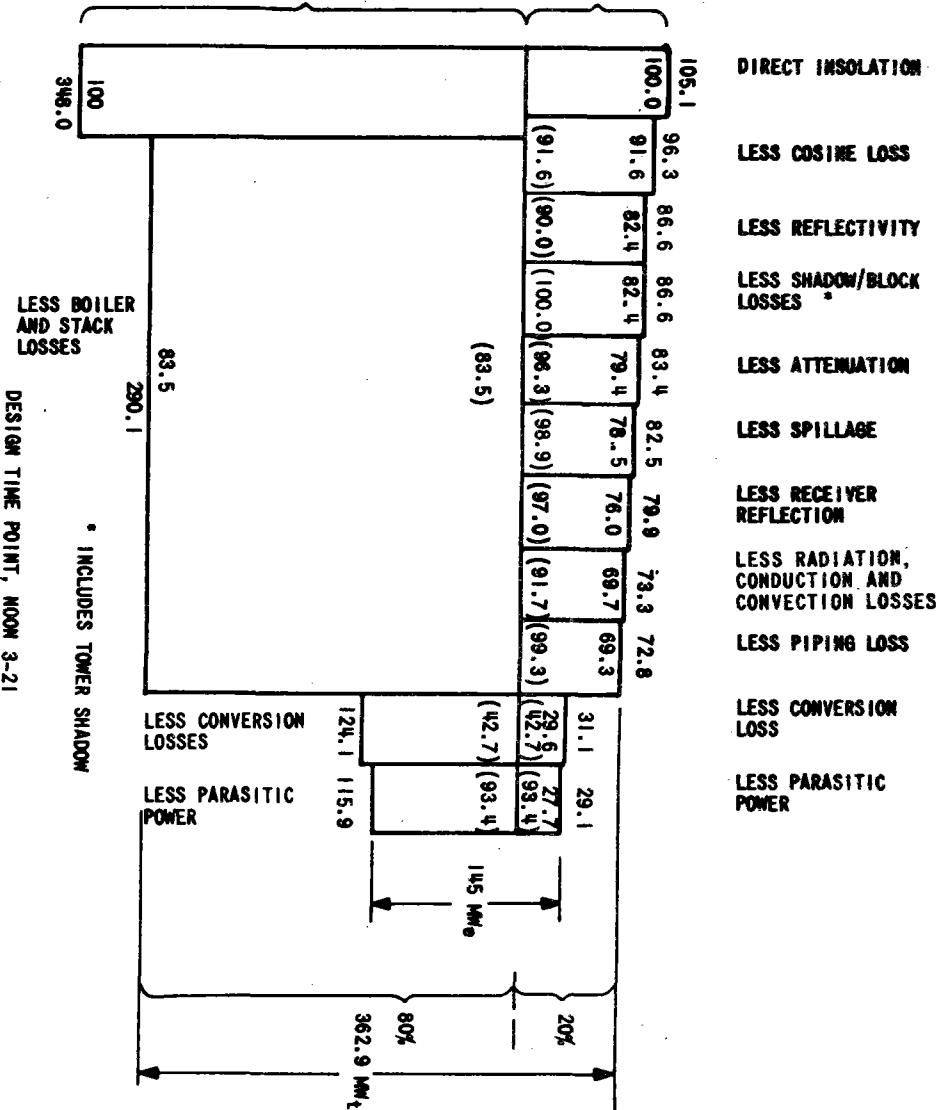 DIRECT INSOLATION
105.1
100.0
100
348.0
LESS COSINE LOSS
96.3
91.6
(91.6)
LESS REFLECTIVITY
86.6
82.4
(90.0)
LESS SHADOW/BLOCK
LOSSES *
86.6
82.4
(100.0)
LESS ATTENUATION
83.4
79.4
(96.3)
LESS SPILLAGE
82.5
78.5
(98.9)
LESS RECEIVER
REFLECTION
79.9
76.0
(97.0)
LESS RADIATION,
CONDUCTION AND
CONVECTION LOSSES
73.3
69.7
(91.7)
LESS PIPING LOSS
72.8
69.3
(99.3)
LESS CONVERSION
LOSS
31.1
29.6
(42.7)
LESS PARASITIC
POWER
29.1
27.7
(93.4)
LESS BOILER
AND STACK
LOSSES
(83.5)
83.5
290.1
LESS CONVERSION
LOSSES
(42.7)
124.1
LESS PARASITIC
POWER
(93.4)
115.9
145 MWe
20%
80%
362.9 MWt
* INCLUDES TOWER SHADOW
DESIGN TIME POINT, NOON 3-21